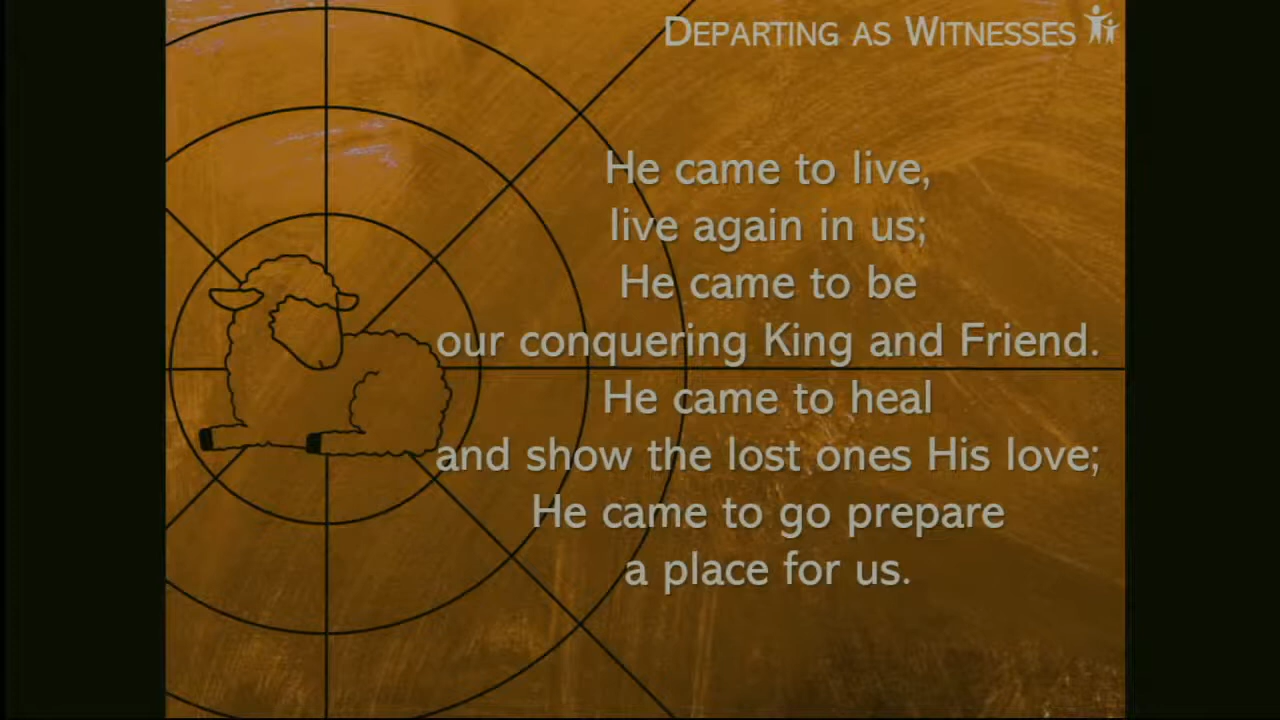 DEPARTING AS WITNESSES
He came to live,
live again in us;
He came to be
our conquering King and Friend.
He came to heal
and show the lost ones His love;
He came to go prepare
a place for us.